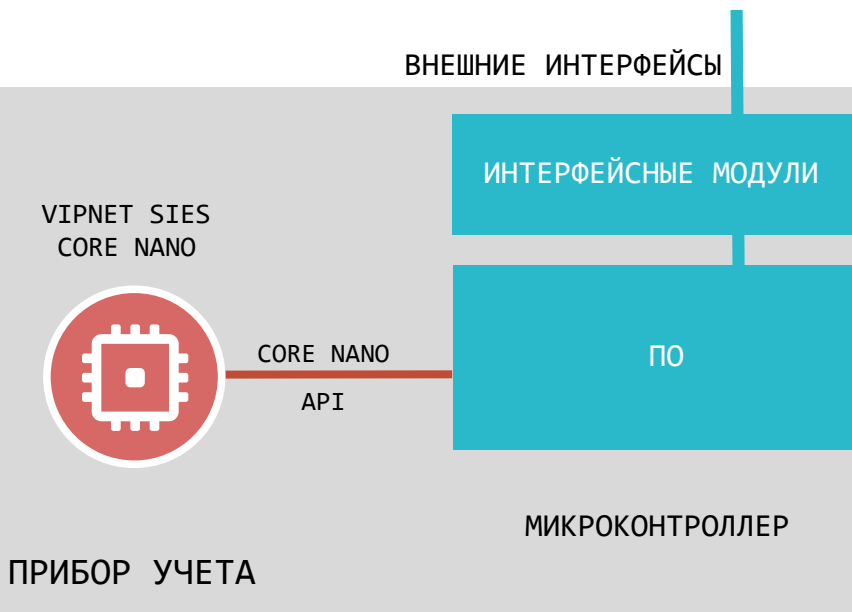 ВНЕШНИЕ ИНТЕРФЕЙСЫ
ИНТЕРФЕЙСНЫЕ МОДУЛИ
VIPNET SIES
CORE NANO
CORE NANO
API
ПО
МИКРОКОНТРОЛЛЕР
ПРИБОР УЧЕТА